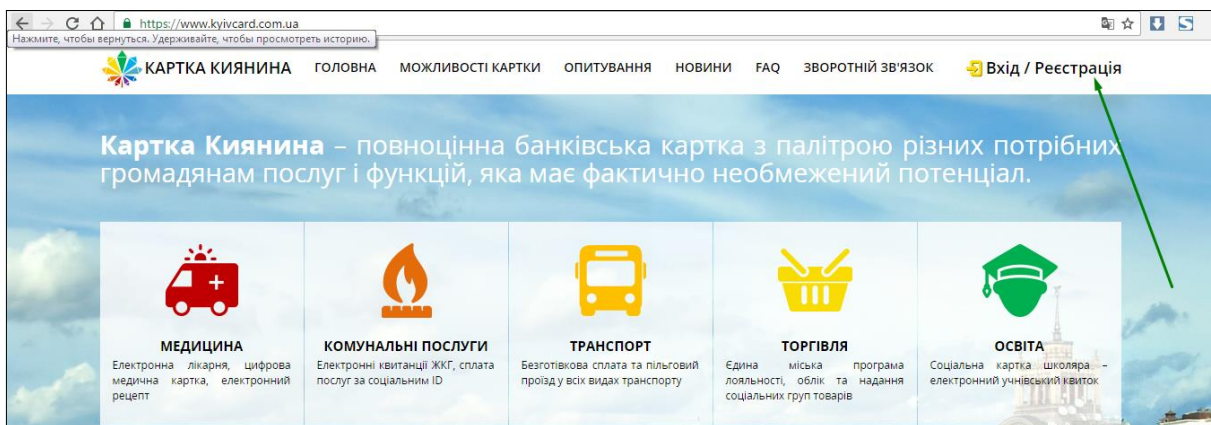 https://www.kyivcard.com.ua
Нажмите, чтобы вернуться. Удерживайте, чтобы просмотреть историю.
КАРТКА КИЯНИНА ГОЛОВНА МОЖЛИВОСТІ КАРТКИ ОПИТУВАННЯ НОВИНИ FAQ ЗВОРОТНІЙ ЗВ'ЯЗОК Вхід / Реєстрація
Картка Киянина – повноцінна банківська картка з палітрою різних потрібних
громадянам послуг і функцій, яка має фактично необмежений потенціал.
МЕДИЦИНА
Електронна лікарня, цифрова
медична картка, електронний
рецепт
КОМУНАЛЬНІ ПОСЛУГИ
Електронні квитанції ЖКГ, сплата
послуг за соціальним ID
ТРАНСПОРТ
Безготівкова сплата та пільговий
проїзд у всіх видах транспорту
ТОРГІВЛЯ
Єдина міська програма
лояльності, облік та надання
соціальних груп товарів
ОСВІТА
Соціальна картка школяра –
електронний учнівський квиток